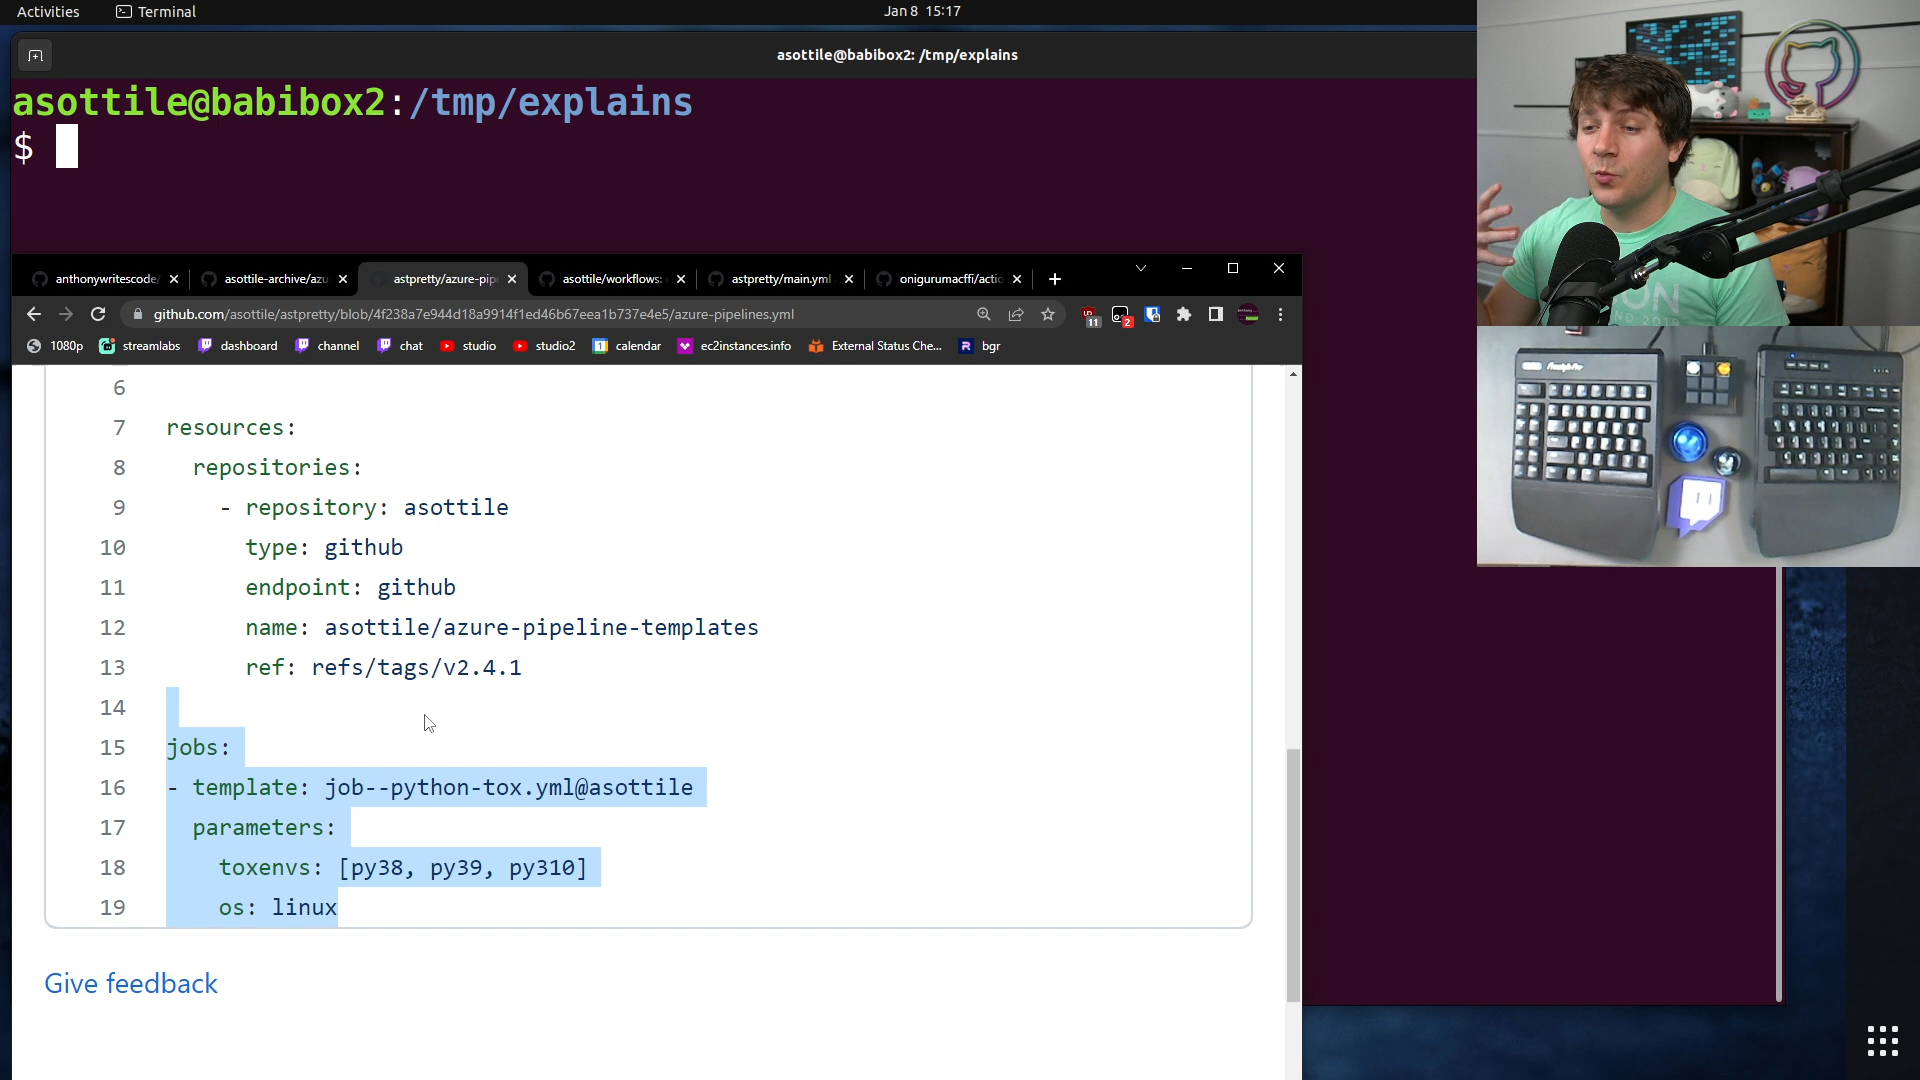 Activities
Terminal
Jan 8 15:17
asottile@babibox2: /tmp/explains
asottile@babibox2:/tmp/explains
$
anthonywritescode/
asottile-archive/azu
astpretty/azure-pip
asottile/workflows:
astpretty/main.yml
onigurumacffi/actio
github.com/asottile/astpretty/blob/4f238a7e944d18a9914f1ed46b67eea1b737e4e5/azure-pipelines.yml
11
2
1080p
streamlabs
dashboard
channel
chat
studio
studio2
calendar
ec2instances.info
External Status Che...
bgr
6
7 resources:
8 repositories:
9 - repository: asottile
10 type: github
11 endpoint: github
12 name: asottile/azure-pipeline-templates
13 ref: refs/tags/v2.4.1
14
15 jobs:
16 - template: job--python-tox.yml@asottile
17 parameters:
18 toxenvs: [py38, py39, py310]
19 os: linux
Give feedback